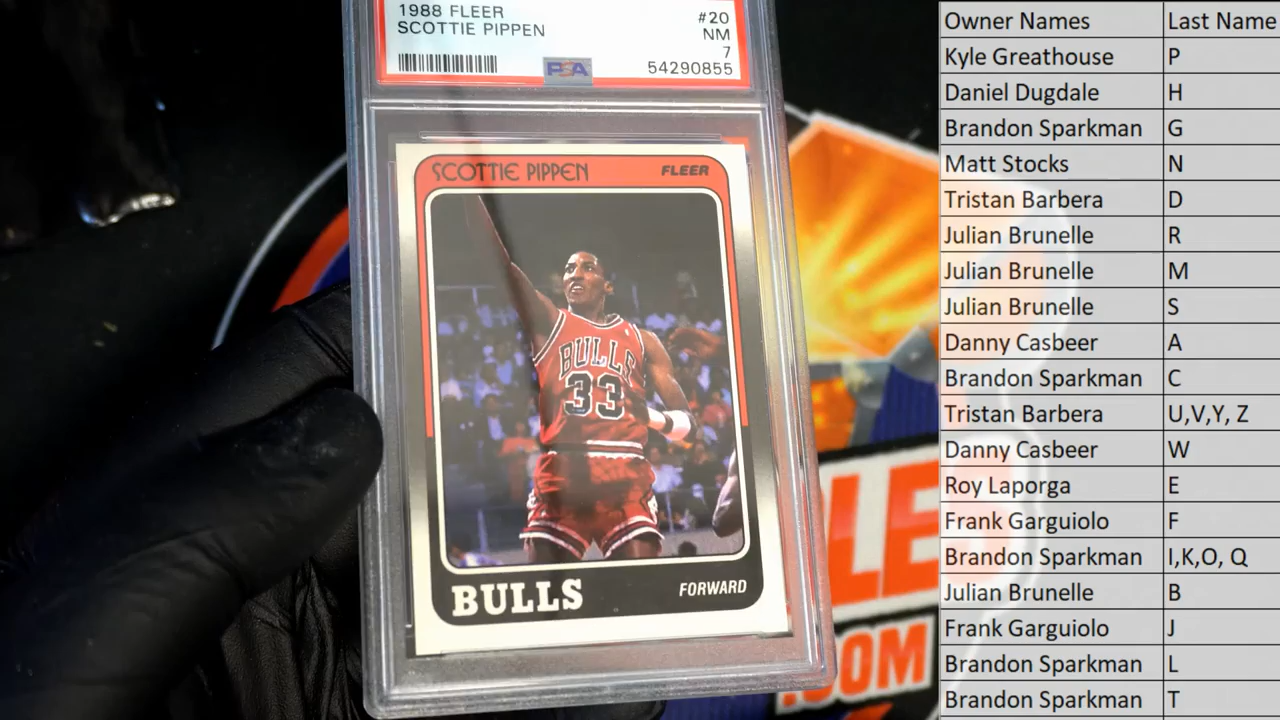 1988 FLEER
SCOTTIE PIPPEN
#20
NM
7
54290855
PSA
SCOTTIE PIPPEN
FLEER
BULLS
33
BULLS
FORWARD
LE
.COM
Owner Names Last Name
Kyle Greathouse P
Daniel Dugdale H
Brandon Sparkman G
Matt Stocks N
Tristan Barbera D
Julian Brunelle R
Julian Brunelle M
Julian Brunelle S
Danny Casbeer A
Brandon Sparkman C
Tristan Barbera U,V,Y, Z
Danny Casbeer W
Roy Laporga E
Frank Garguiolo F
Brandon Sparkman I,K,O, Q
Julian Brunelle B
Frank Garguiolo J
Brandon Sparkman L
Brandon Sparkman T